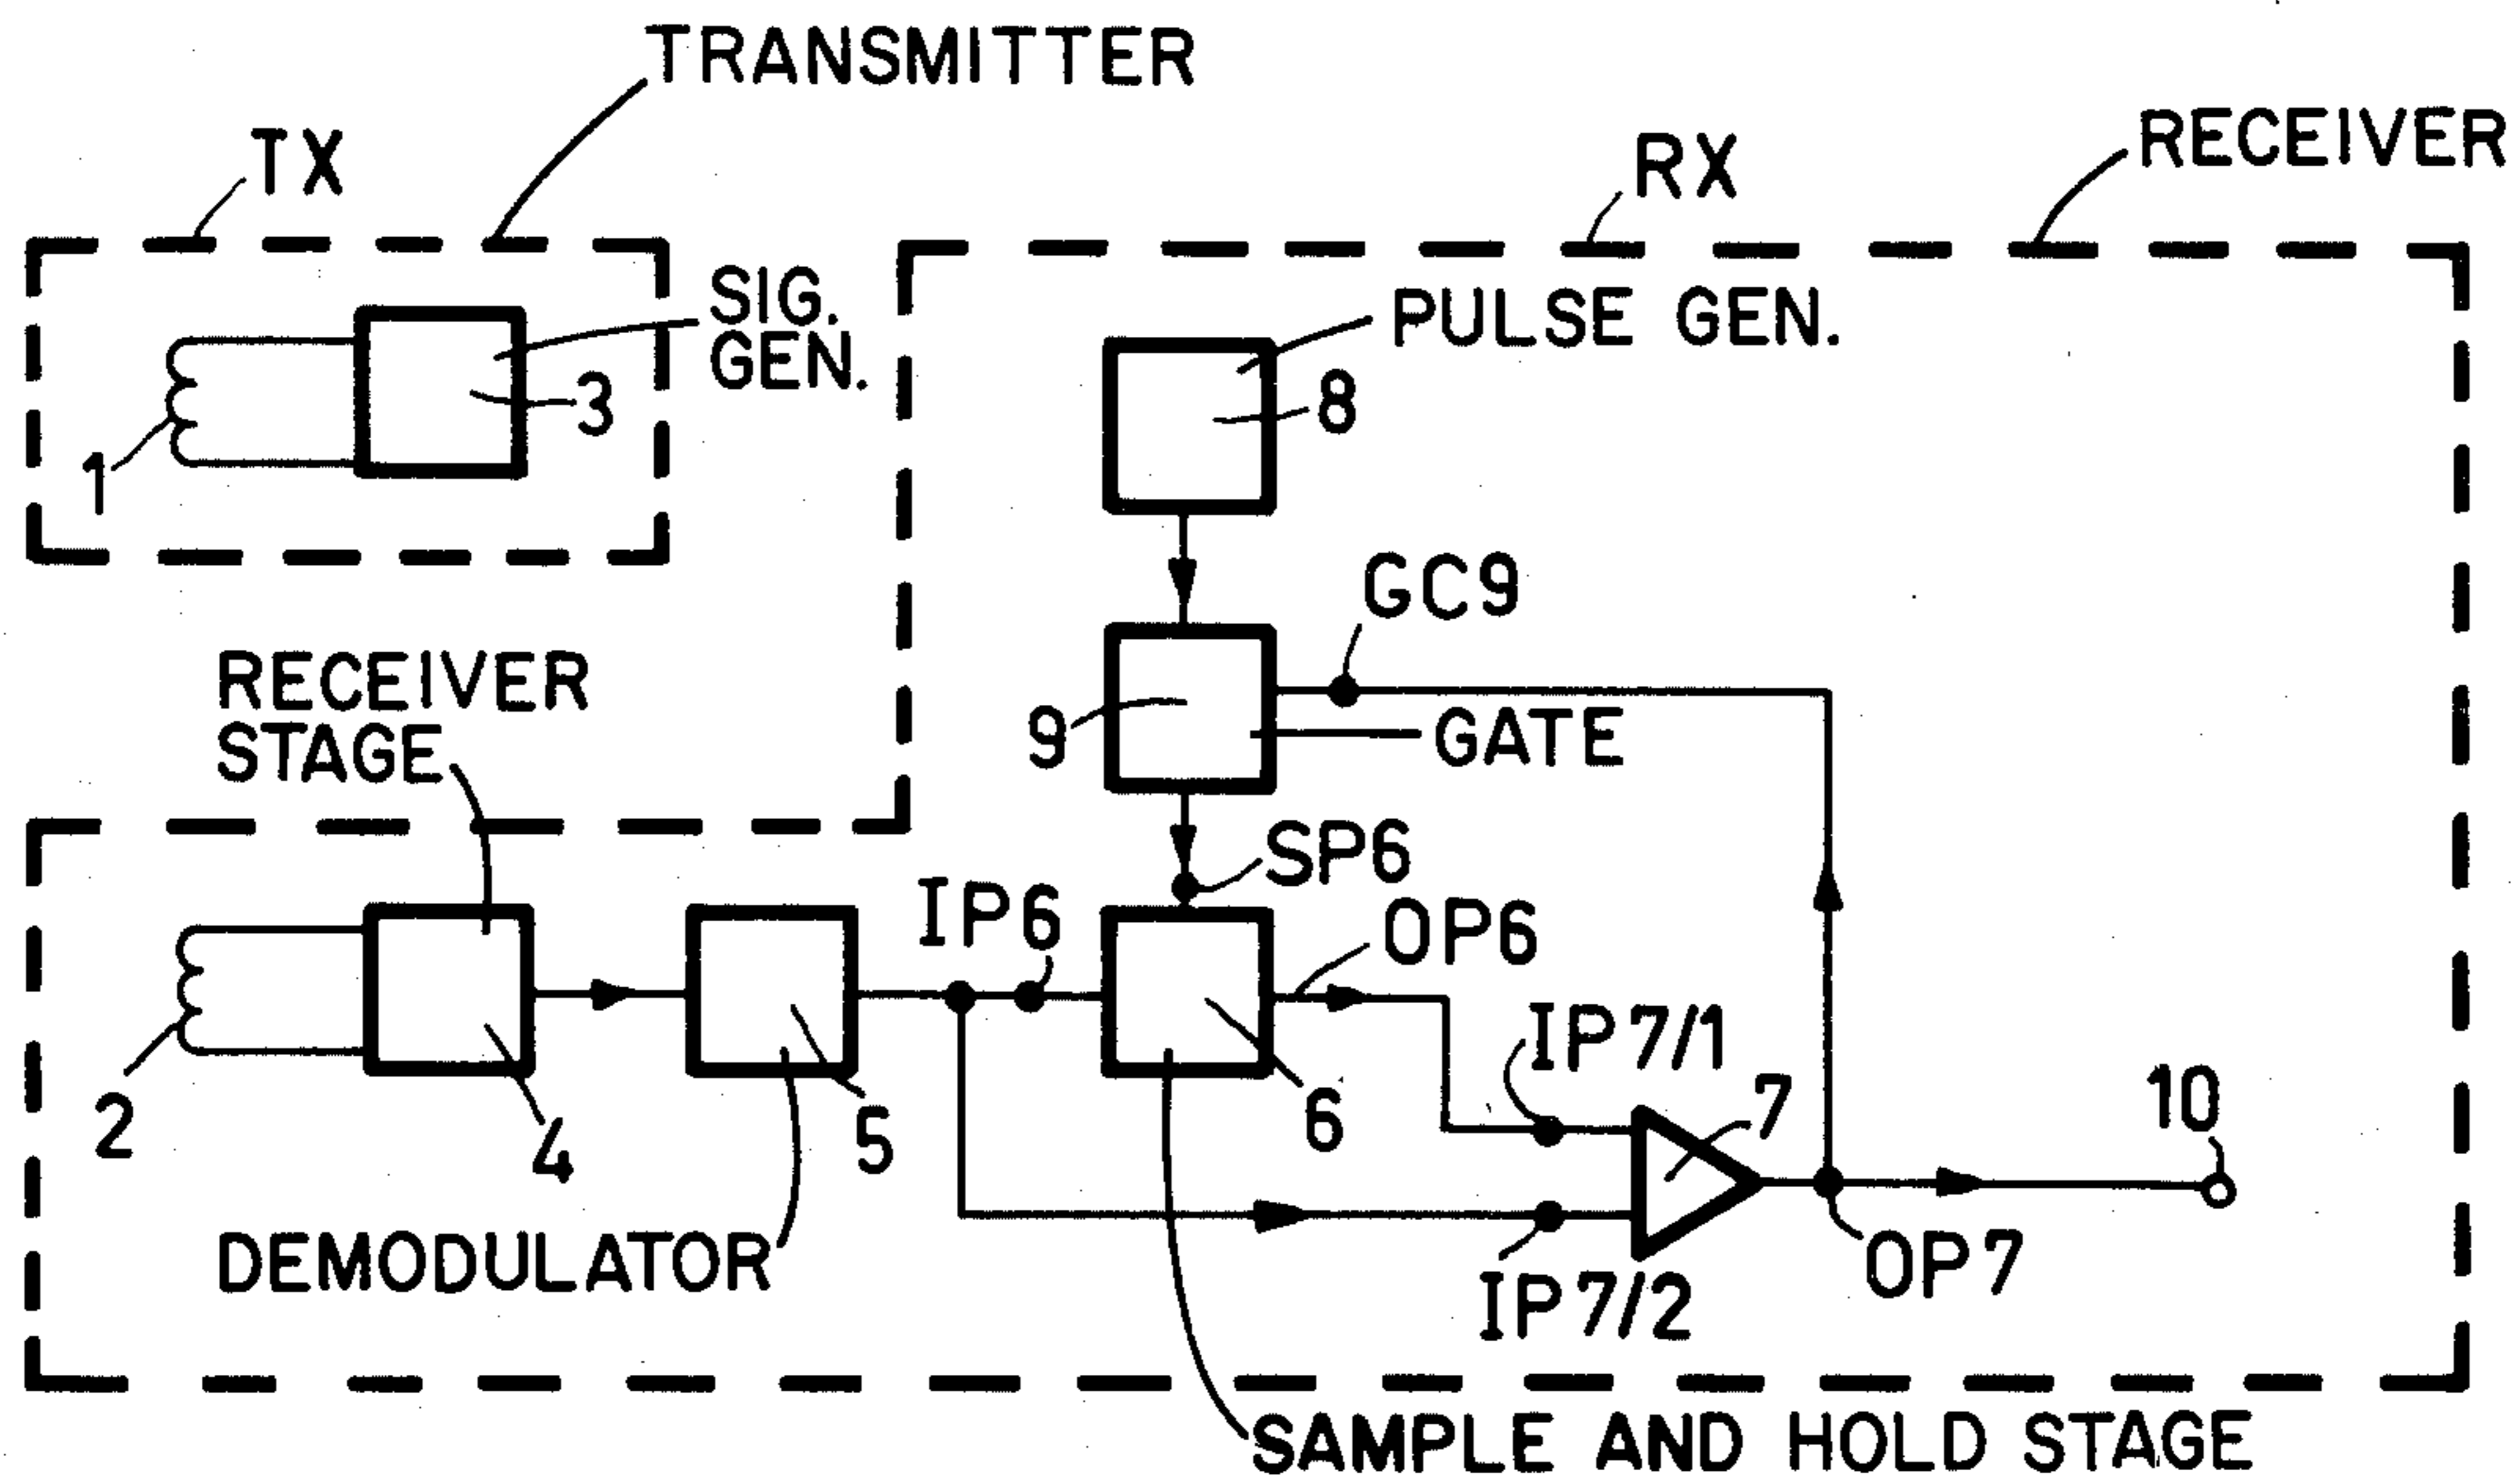 TRANSMITTER
TX
RX
RECEIVER
SIG.
GEN.
PULSE GEN.
3
8
1
GC9
RECEIVER
STAGE
9
GATE
SP6
IP6
OP6
IP7/1
7
10
2
4
5
6
DEMODULATOR
OP7
IP7/2
SAMPLE AND HOLD STAGE